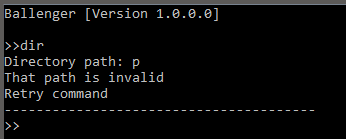 Ballenger [Version 1.0.0.0]
>>dir
Directory path: p
That path is invalid
Retry command
---------------------------------------
>>